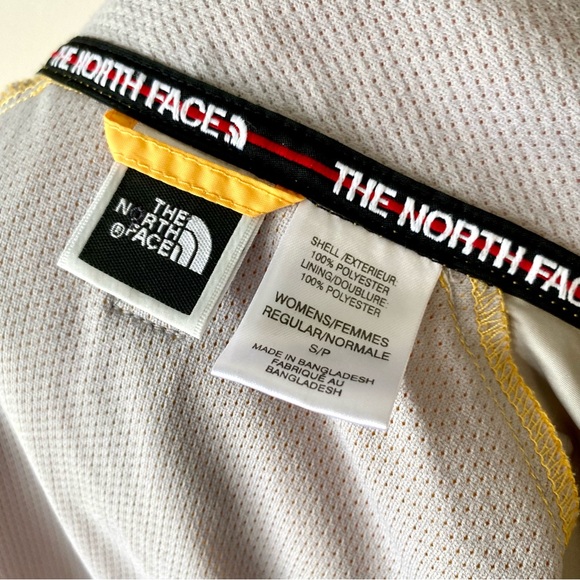 THE NORTH FACE
THE NORTH FACE
THE
NORTH
FACE
®
SHELL/EXTERIEUR:
100% POLYESTER
LINING/DOUBLURE:
100% POLYESTER
WOMENS/FEMMES
REGULAR/NORMALE
S/P
MADE IN BANGLADESH
FABRIQUÉ AU
BANGLADESH